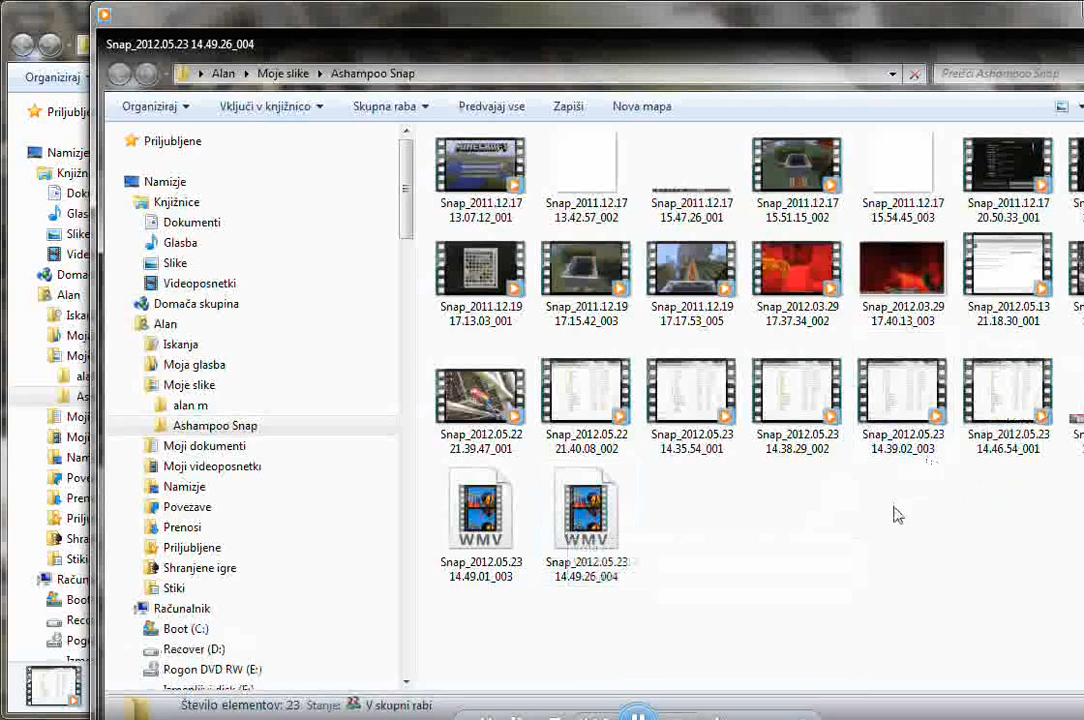 Snap_2012.05.23 14.49.26_004
Alan
Moje slike
Ashampoo Snap
Preišči Ashampoo Snap
Organiziraj
Organiziraj
Vključi v knjižnico
Skupna raba
Predvajaj vse
Zapiši
Nova mapa
Priljublje
Namizje
Knjižn
Dok
Glas
Slike
Vide
Doma
Alan
Iska
Moja
Moje
ala
As
Moji
Moji
Nam
Pove
Pren
Prilj
Shra
Stiki
Račun
Boot
Reco
Rog
Priljubljene
Namizje
Knjižnice
Dokumenti
Glasba
Slike
Videoposnetki
Domača skupina
Alan
Iskanja
Moja glasba
Moje slike
alan m
Ashampoo Snap
Moji dokumenti
Moji videoposnetki
Namizje
Povezave
Prenosi
Priljubljene
Shranjene igre
Stiki
Računalnik
Boot (C:)
Recover (D:)
Rogon DVD RW (E:)
Izmenljivi disk (F:)
MINECRAFT
Snap_2011.12.17 13.07.12_001
Snap_2011.12.17 13.42.57_002
Snap_2011.12.17 15.47.26_001
Snap_2011.12.17 15.51.15_002
Snap_2011.12.17 15.54.45_003
Snap_2011.12.17 20.50.33_001
Snap_2011.12.19 17.13.03_001
Snap_2011.12.19 17.15.42_003
Snap_2011.12.19 17.17.53_005
Snap_2012.03.29 17.37.34_002
Snap_2012.03.29 17.40.13_003
Snap_2012.05.13 21.18.30_001
Snap_2012.05.22 21.39.47_001
Snap_2012.05.22 21.40.08_002
Snap_2012.05.23 14.35.54_001
Snap_2012.05.23 14.38.29_002
Snap_2012.05.23 14.39.02_003
Snap_2012.05.23 14.46.54_001
WMV
WMV
Snap_2012.05.23 14.49.01_003
Snap_2012.05.23 14.49.26_004
Število elementov: 23 Stanje: V skupni rabi